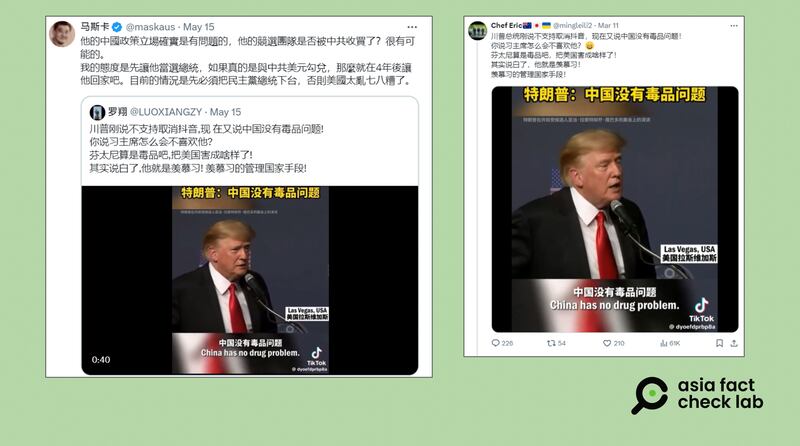 马斯卡 @maskaus · May 15
他的中國政策立場確實是有問題的，他的競選團隊是否被中共收買了？很有可
能的。
我的態度是先讓他當選總統，如果真的是與中共美元勾兌，那麼就在4年後讓
他回家吧。目前的情況是先必須把民主黨總統下台，否則美國太亂七八糟了。
罗翔 @LUOXIANGZY · May 15
川普刚说不支持取消抖音,现在又说中国没有毒品问题!
你说习主席怎么会不喜欢他?
芬太尼算是毒品吧,把美国害成啥样了!
其实说白了,他就是羡慕习! 羡慕习的管理国家手段!
特朗普：中国没有毒品问题
Las Vegas, USA
美国拉斯维加斯
中国没有毒品问题
China has no drug problem.
TikTok
@ dyoefdprbp8a
0:40
Chef Eric @mingleili2 · Mar 11
川普总统刚说不支持取消抖音，现在又说中国没有毒品问题！
你说习主席怎么会不喜欢他？
芬太尼算是毒品吧，把美国害成啥样了！
其实说白了，他就是羡慕习！
羡慕习的管理国家手段！
特朗普：中国没有毒品问题
Las Vegas, USA
美国拉斯维加斯
中国没有毒品问题
China has no drug problem.
TikTok
@ dyoefdprbp8a
226 54 210 61K
asia fact
check lab